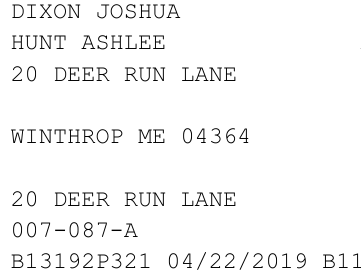 DIXON JOSHUA
HUNT ASHLEE
20 DEER RUN LANE
WINTHROP ME 04364
20 DEER RUN LANE
007-087-A
B13192P321 04/22/2019 B11